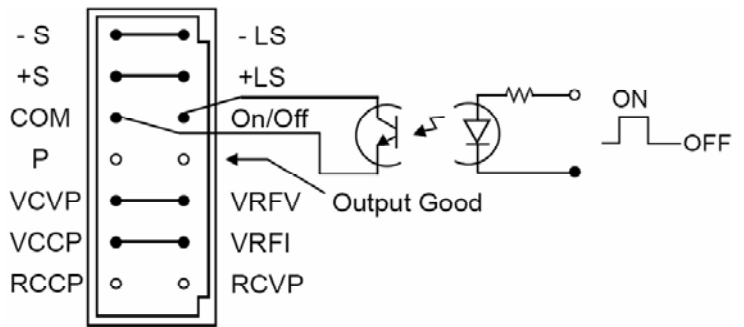 - S - LS
+S +LS
COM On/Off
P Output Good
VCVP VRFV
VCCP VRFI
RCCP RCVP
ON
OFF